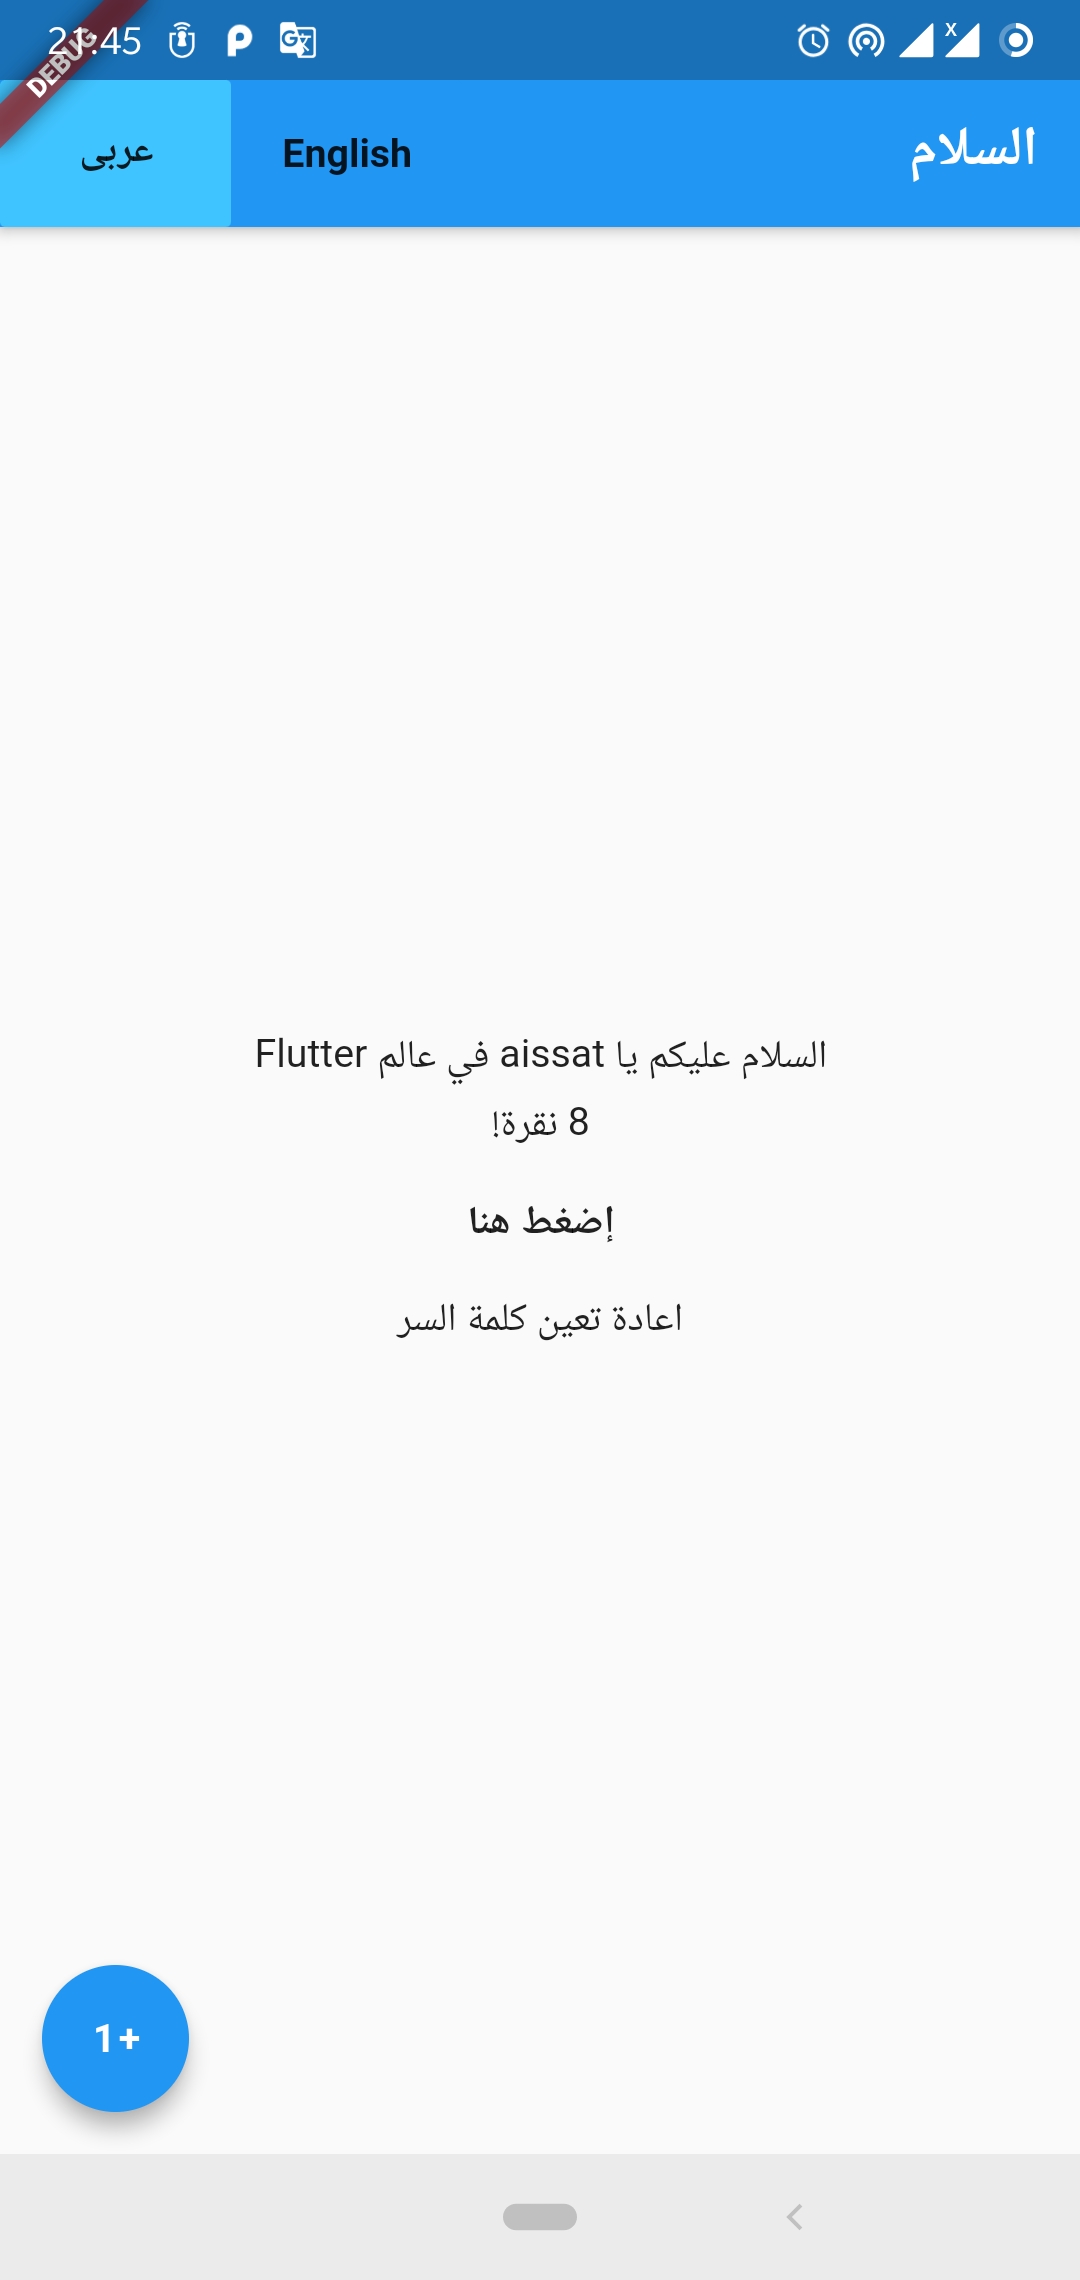 21:45
DEBUG
السلام
English
عربى
السلام عليكم يا aissat في عالم Flutter
8 نقرة!
إضغط هنا
اعادة تعين كلمة السر
1+